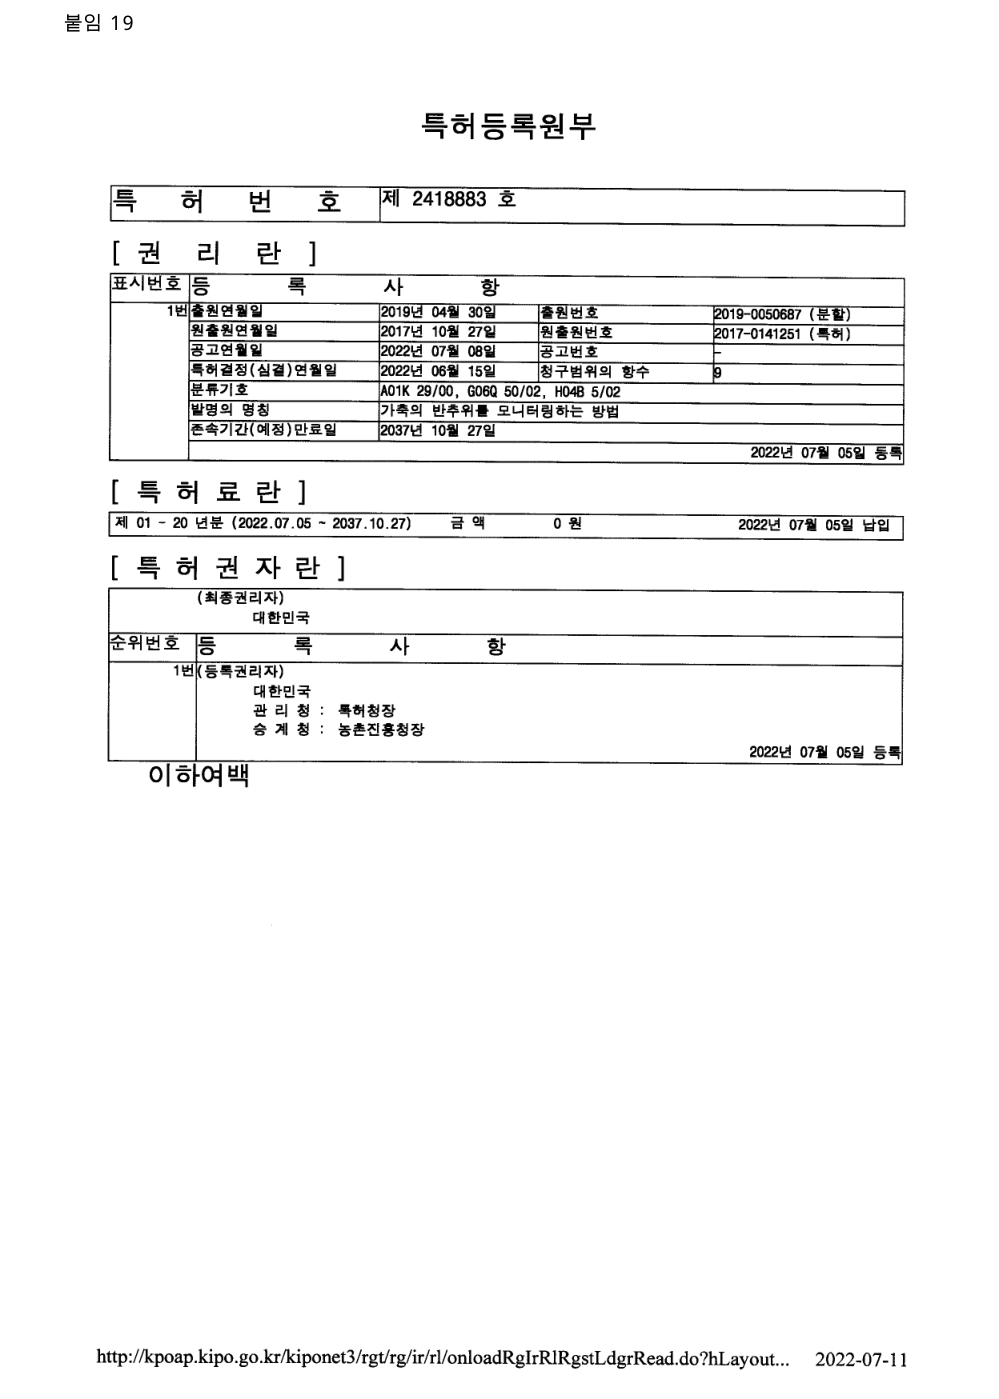 붙임 19
특허등록원부
특 허 번 호 제 2418883 호
[ 권 리 란 ]
표시번호 등 록 사 항
1번 출원연월일 2019년 04월 30일 출원번호 2019-0050687 (분할)
원출원연월일 2017년 10월 27일 원출원번호 2017-0141251 (특허)
공고연월일 2022년 07월 08일 공고번호 -
특허결정(심결)연월일 2022년 06월 15일 청구범위의 항수 9
분류기호 A01K 29/00, G06Q 50/02, H04B 5/02
발명의 명칭 가축의 반추위를 모니터링하는 방법
존속기간(예정)만료일 2037년 10월 27일
2022년 07월 05일 등록
[ 특 허 료 란 ]
제 01 - 20 년분 (2022.07.05 ~ 2037.10.27) 금 액 0 원 2022년 07월 05일 납입
[ 특 허 권 자 란 ]
(최종권리자)
대한민국
순위번호 등 록 사 항
1번 (등록권리자)
대한민국
관 리 청 : 특허청장
승 계 청 : 농촌진흥청장
2022년 07월 05일 등록
이하여백
http://kpoap.kipo.go.kr/kiponet3/rgt/rg/ir/rl/onloadRgIrRlRgstLdgrRead.do?hLayout... 2022-07-11